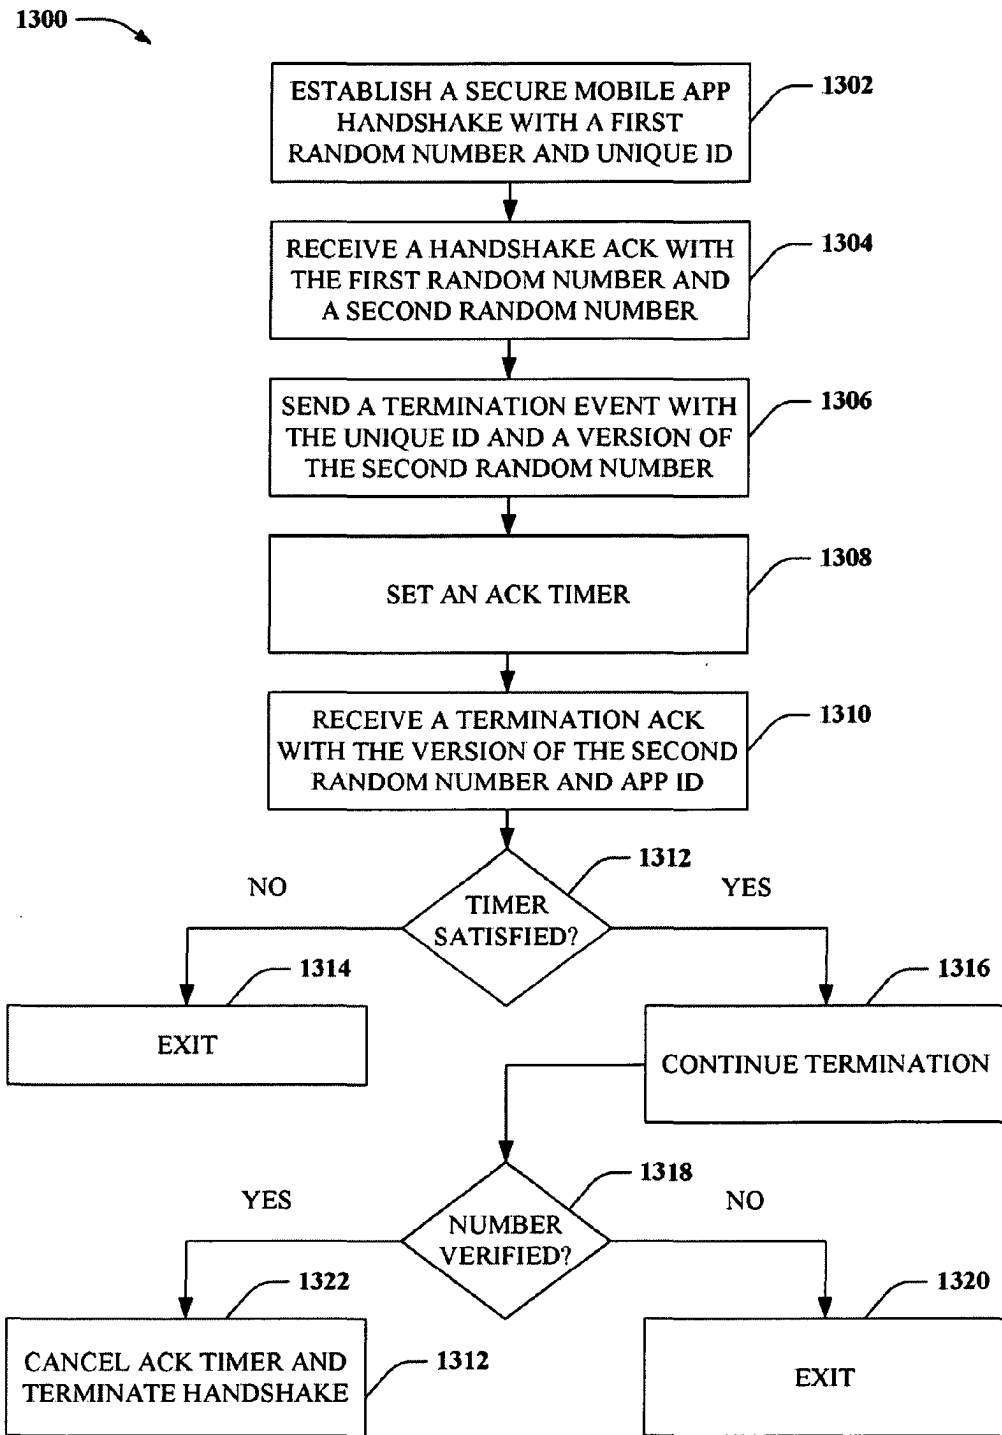 1300
ESTABLISH A SECURE MOBILE APP
HANDSHAKE WITH A FIRST
RANDOM NUMBER AND UNIQUE ID
1302
RECEIVE A HANDSHAKE ACK WITH
THE FIRST RANDOM NUMBER AND
A SECOND RANDOM NUMBER
1304
SEND A TERMINATION EVENT WITH
THE UNIQUE ID AND A VERSION OF
THE SECOND RANDOM NUMBER
1306
SET AN ACK TIMER
1308
RECEIVE A TERMINATION ACK
WITH THE VERSION OF THE SECOND
RANDOM NUMBER AND APP ID
1310
TIMER
SATISFIED?
1312
NO
YES
1314
EXIT
1316
CONTINUE TERMINATION
NUMBER
VERIFIED?
1318
YES
NO
1322
CANCEL ACK TIMER AND
TERMINATE HANDSHAKE
1312
1320
EXIT